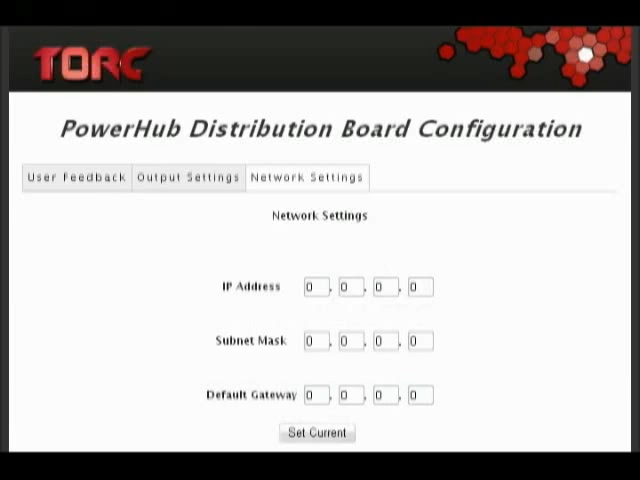 TORC
PowerHub Distribution Board Configuration
User Feedback Output Settings Network Settings
Network Settings
IP Address 0 . 0 . 0 . 0
Subnet Mask 0 . 0 . 0 . 0
Default Gateway 0 . 0 . 0 . 0
Set Current